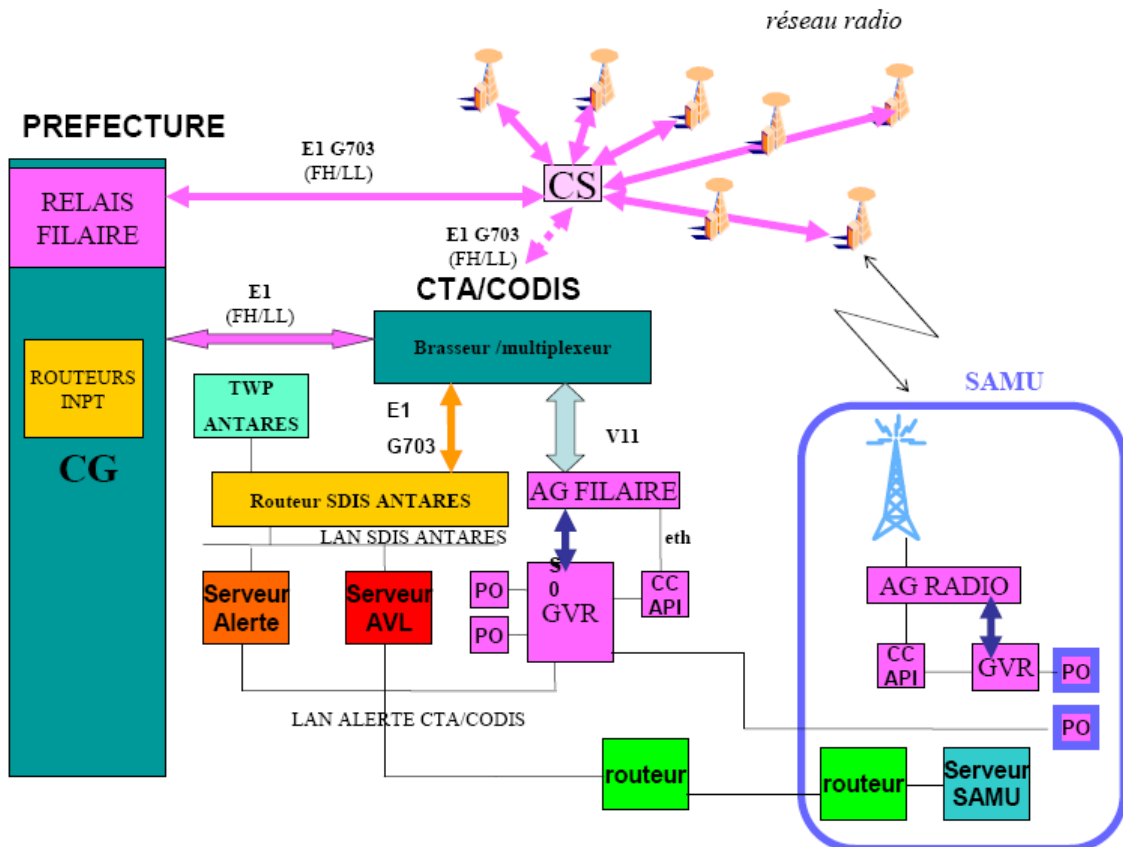 réseau radio
PREFECTURE
E1 G703
(FH/LL)
RELAIS
FILAIRE
CS
E1 G703
(FH/LL)
CTA/CODIS
E1
(FH/LL)
Brasseur /multiplexeur
ROUTEURS
INPT
CG
TWP
ANTARES
E1
G703
V11
SAMU
Routeur SDIS ANTARES
AG FILAIRE
LAN SDIS ANTARES
eth
S0
Serveur
Alerte
Serveur
AVL
PO
PO
GVR
CC
API
AG RADIO
CC
API
GVR
PO
PO
LAN ALERTE CTA/CODIS
routeur
routeur
Serveur
SAMU